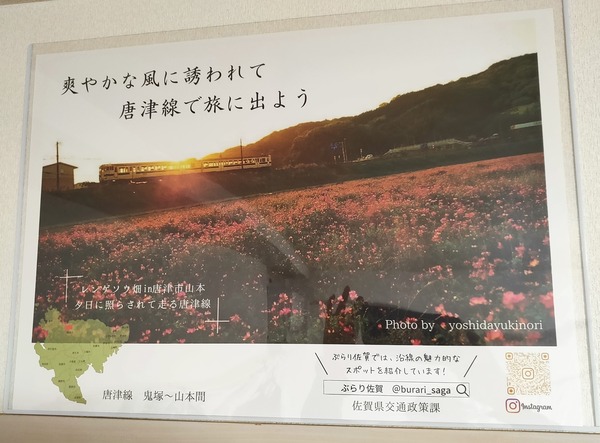 爽やかな風に誘われて
唐津線で旅に出よう
レンゲソウ畑in唐津市山本
夕日に照らされて走る唐津線
Photo by yoshidayukinori
ぶらり佐賀では、沿線の魅力的な
スポットを紹介しています!
ぶらり佐賀 @burari_saga
唐津線 鬼塚〜山本間
佐賀県交通政策課
Instagram